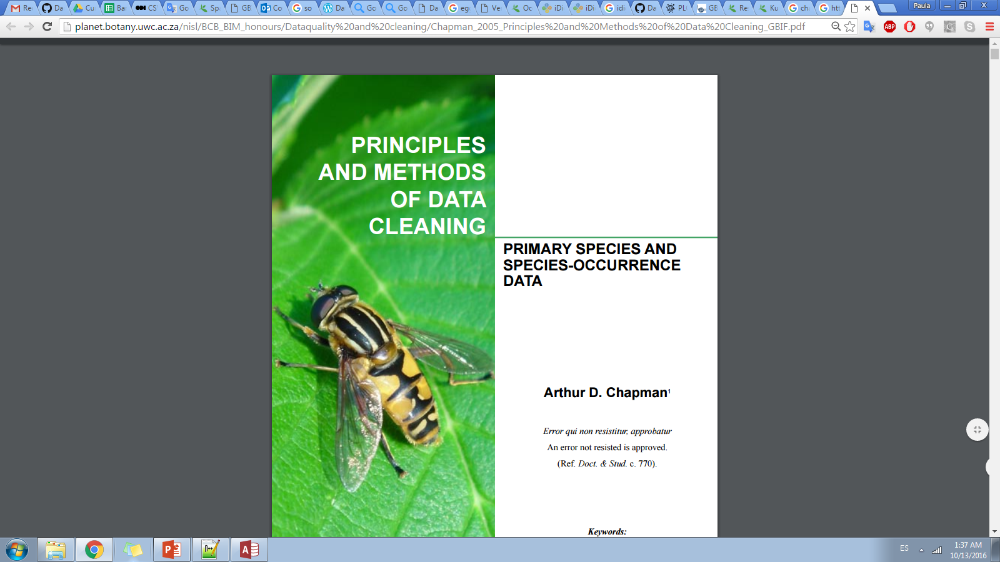 Re
Da
Cu
Bar
CS
Go
Sp
GB
Co
so
Da
Go
Go
Da
egg
Ve
Oc
iDi
iDi
idi
Da
PL
GB
Re
Ku
ch
htt
Paula
planet.botany.uwc.ac.za/nisl/BCB_BIM_honours/Dataquality%20and%20cleaning/Chapman_2005_Principles%20and%20Methods%20of%20Data%20Cleaning_GBIF.pdf
ABP
PRINCIPLES
AND METHODS
OF DATA
CLEANING
PRIMARY SPECIES AND
SPECIES-OCCURRENCE
DATA
Arthur D. Chapman¹
Error qui non resistitur, approbatur
An error not resisted is approved.
(Ref. Doct. & Stud. c. 770).
Keywords:
ES
1:37 AM
10/13/2016